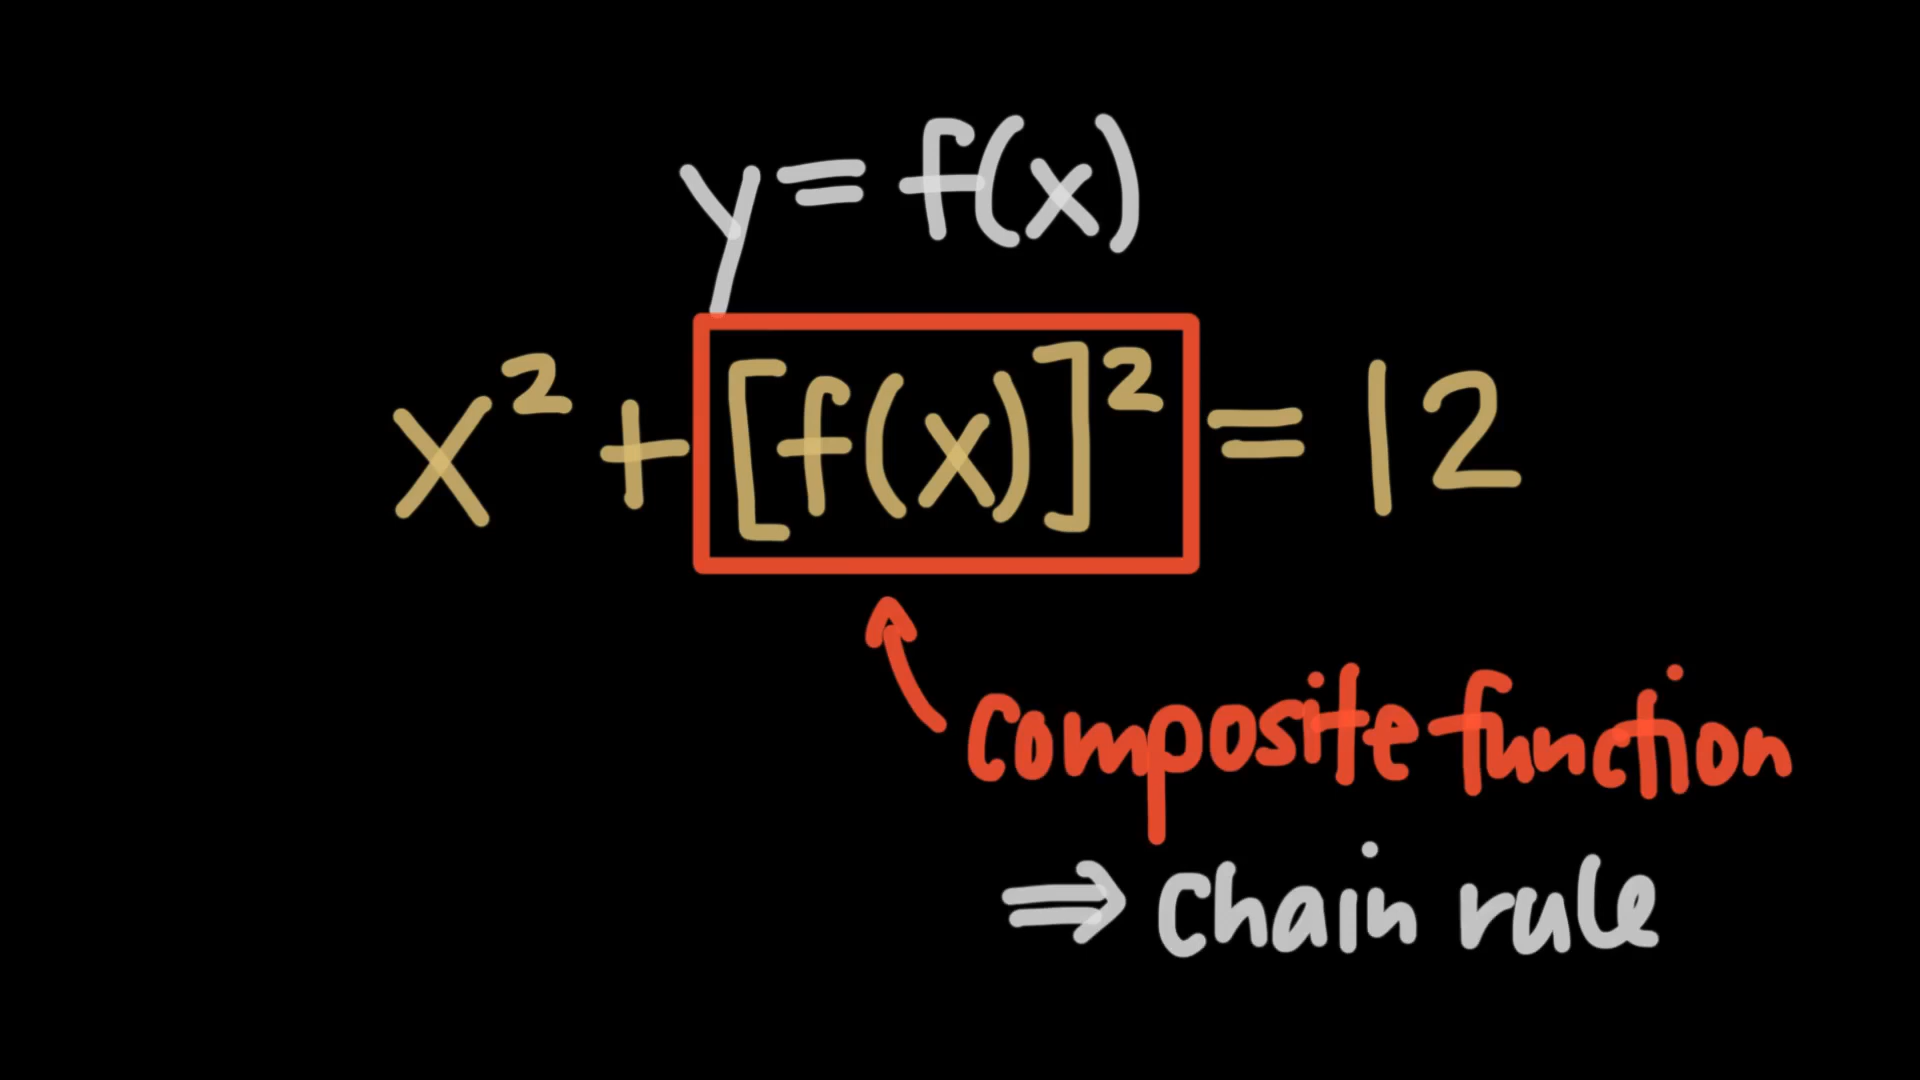 y = f(x)
x² + [f(x)]² = 12
composite function
⇒ chain rule